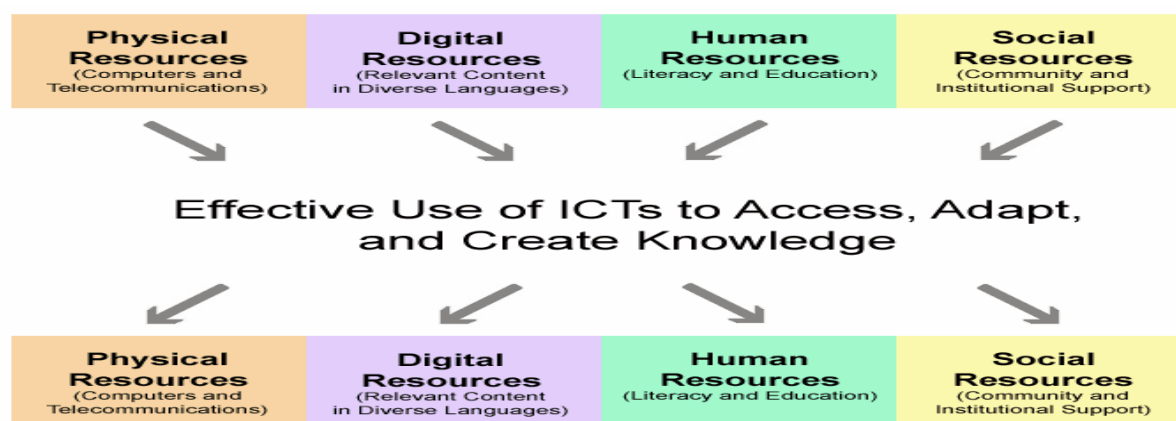 Physical
Resources
(Computers and
Telecommunications)
Digital
Resources
(Relevant Content
in Diverse Languages)
Human
Resources
(Literacy and Education)
Social
Resources
(Community and
Institutional Support)
Effective Use of ICTs to Access, Adapt,
and Create Knowledge
Physical
Resources
(Computers and
Telecommunications)
Digital
Resources
(Relevant Content
in Diverse Languages)
Human
Resources
(Literacy and Education)
Social
Resources
(Community and
Institutional Support)